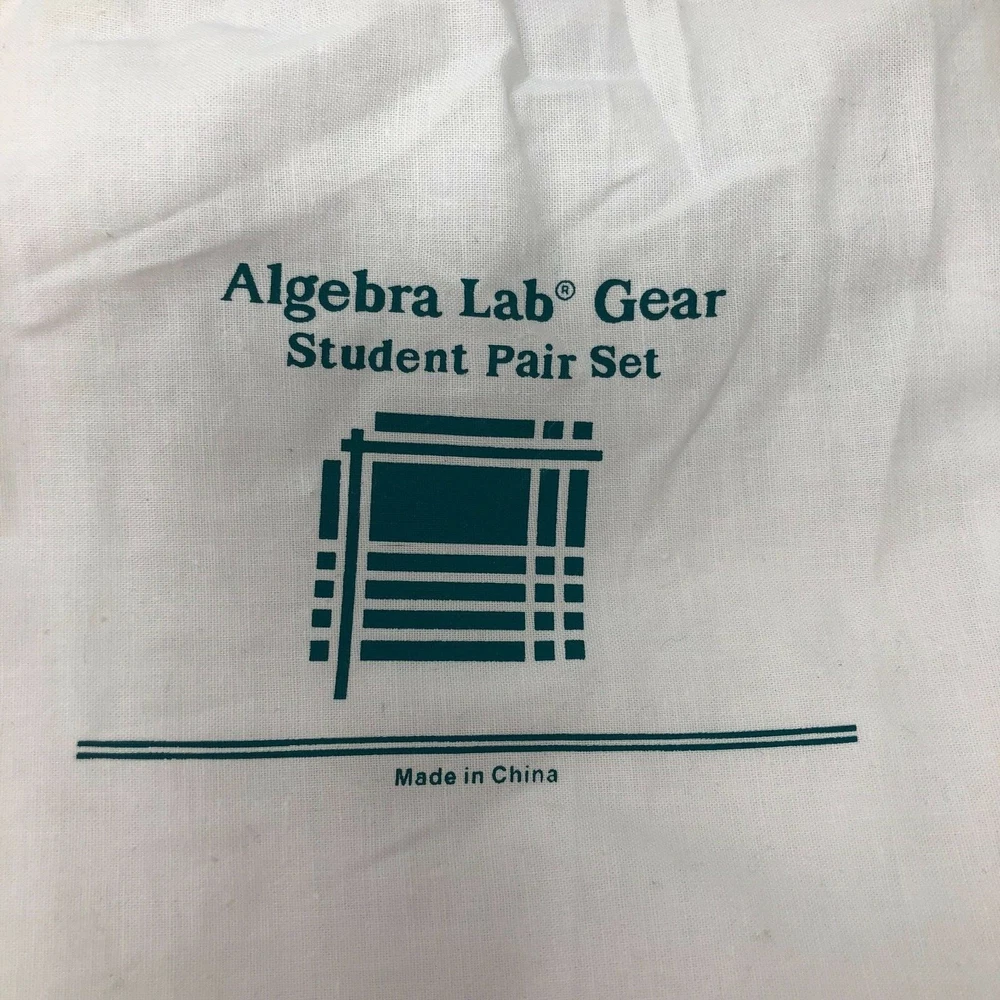 Algebra Lab® Gear
Student Pair Set
Made in China